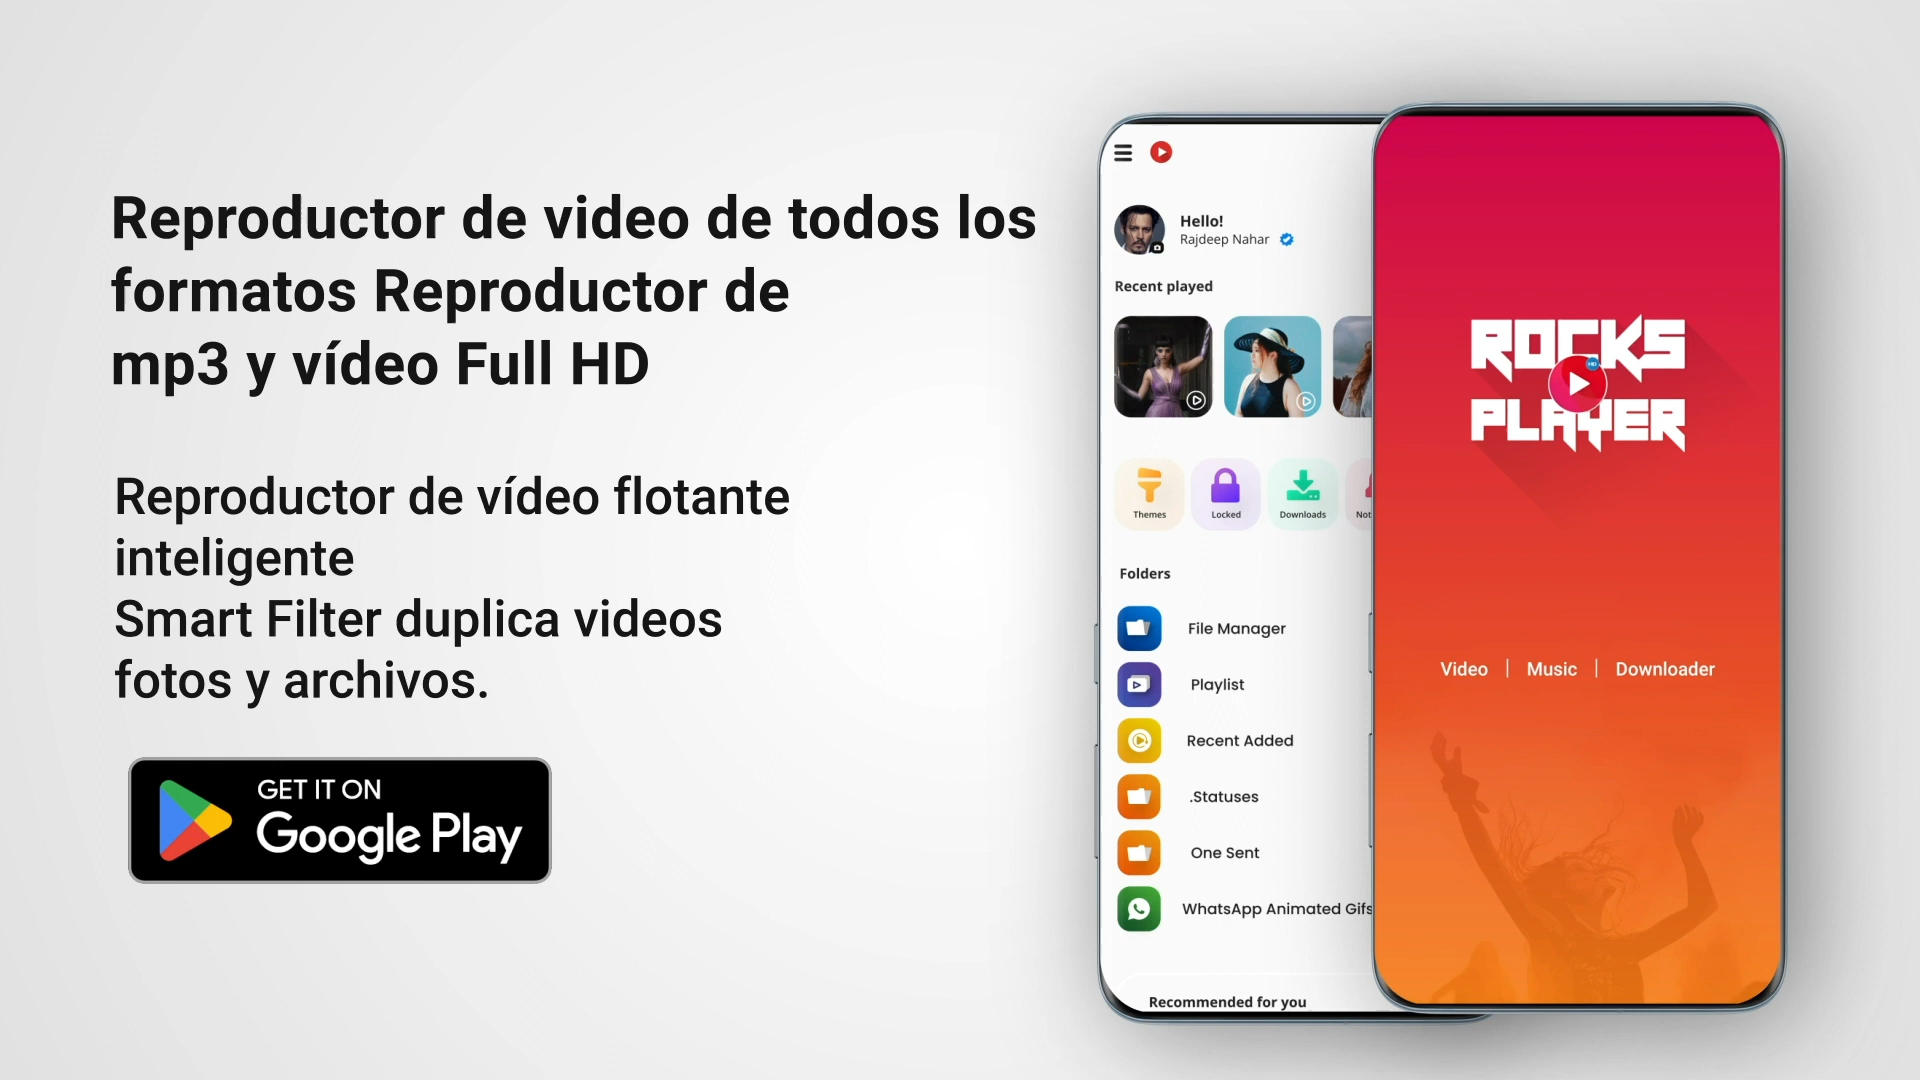 Reproductor de video de todos los
formatos Reproductor de
mp3 y vídeo Full HD
Reproductor de vídeo flotante
inteligente
Smart Filter duplica videos
fotos y archivos.
GET IT ON
Google Play
Hello!
Rajdeep Nahar
Recent played
Themes
Locked
Downloads
Not
Folders
File Manager
Playlist
Recent Added
.Statuses
One Sent
WhatsApp Animated Gifs
Recommended for you
ROCKS
HD
PLAYER
Video | Music | Downloader